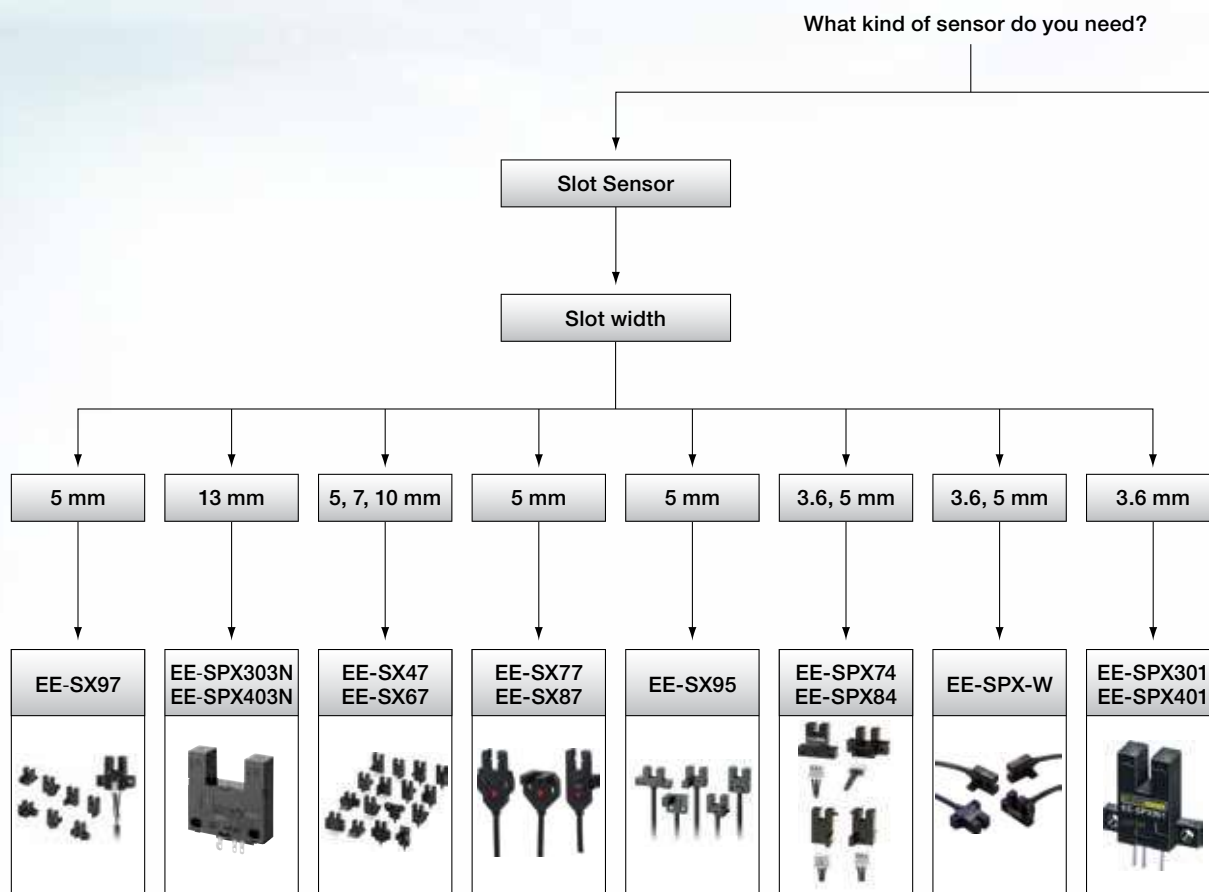 What kind of sensor do you need?
Slot Sensor
Slot width
5 mm
13 mm
5, 7, 10 mm
5 mm
5 mm
3.6, 5 mm
3.6, 5 mm
3.6 mm
EE-SX97
EE-SPX303N
EE-SPX403N
EE-SX47
EE-SX67
EE-SX77
EE-SX87
EE-SX95
EE-SPX74
EE-SPX84
EE-SPX-W
EE-SPX301
EE-SPX401